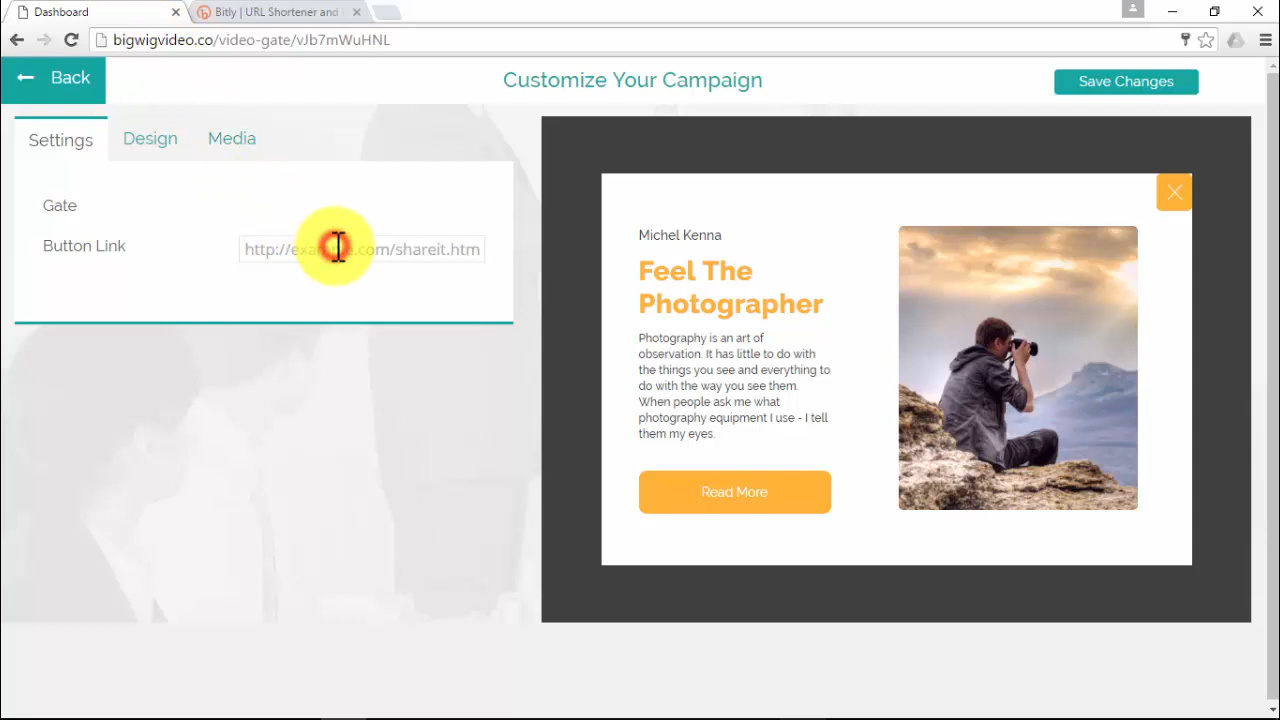 Dashboard
Bitly | URL Shortener and
bigwigvideo.co/video-gate/vJb7mWuHNL
Back
Customize Your Campaign
Save Changes
Settings
Design
Media
Gate
Button Link
http://example.com/shareit.htm
Michel Kenna
Feel The
Photographer
Photography is an art of
observation. It has little to do with
the things you see and everything to
do with the way you see them.
When people ask me what
photography equipment I use - I tell
them my eyes.
Read More